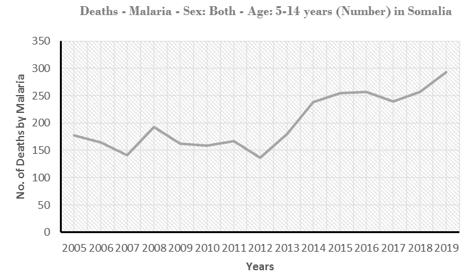 Deaths - Malaria - Sex: Both - Age: 5-14 years (Number) in Somalia
350
300
250
200
150
100
50
0
No. of Deaths by Malaria
2005 2006 2007 2008 2009 2010 2011 2012 2013 2014 2015 2016 2017 2018 2019
Years